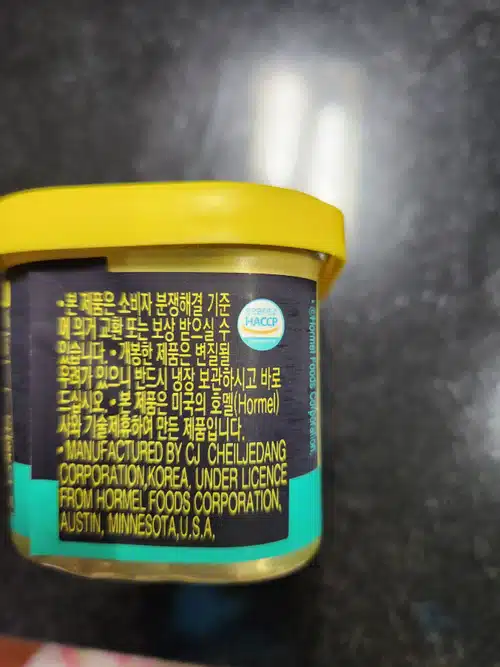 •본 제품은 소비자 분쟁해결 기준
에 의거 교환 또는 보상 받으실 수
있습니다. •개봉한 제품은 변질될
우려가 있으니 반드시 냉장 보관하시고 바로
드십시오. •본 제품은 미국의 호멜(Hormel)
사와 기술제휴하여 만든 제품입니다.
•MANUFACTURED BY CJ CHEILJEDANG
CORPORATION,KOREA. UNDER LICENCE
FROM HORMEL FOODS CORPORATION,
AUSTIN, MINNESOTA,U.S.A,
HACCP
©Hormel Foods Corporation.